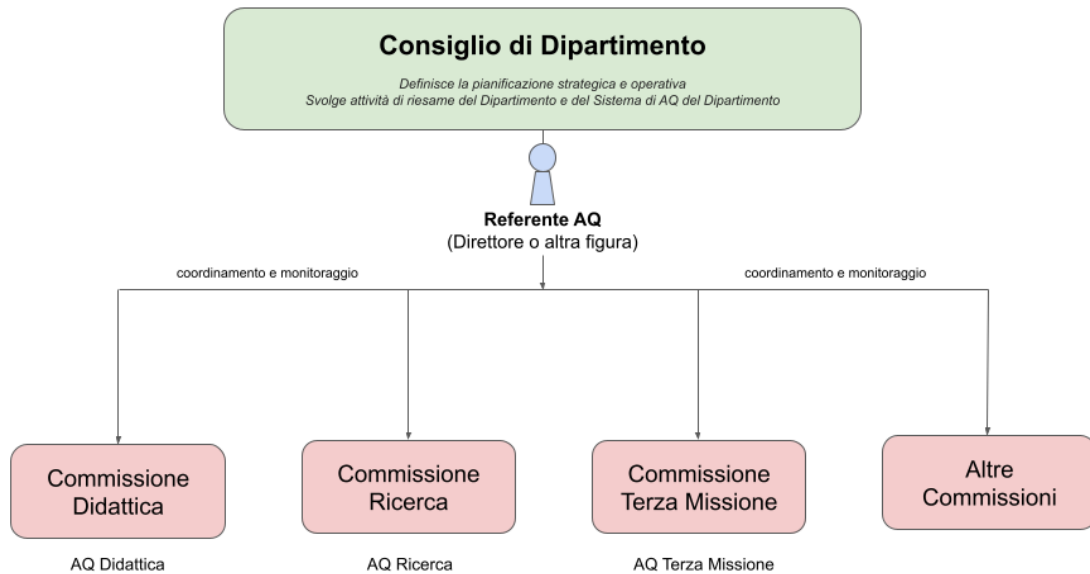 Consiglio di Dipartimento
Definisce la pianificazione strategica e operativa
Svolge attività di riesame del Dipartimento e del Sistema di AQ del Dipartimento
Referente AQ
(Direttore o altra figura)
coordinamento e monitoraggio
coordinamento e monitoraggio
Commissione
Didattica
Commissione
Ricerca
Commissione
Terza Missione
Altre
Commissioni
AQ Didattica
AQ Ricerca
AQ Terza Missione